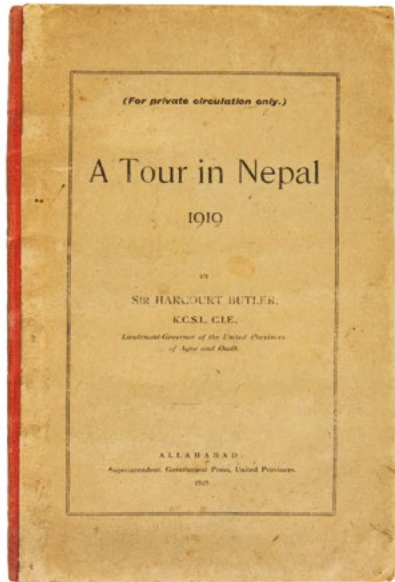 (For private circulation only.)
A Tour in Nepal
1919
BY
SIR HARCOURT BUTLER,
K.C.S.I., C.I.E.,
Lieutenant-Governor of the United Provinces
of Agra and Oudh.
ALLAHABAD:
Superintendent, Government Press, United Provinces.
1919